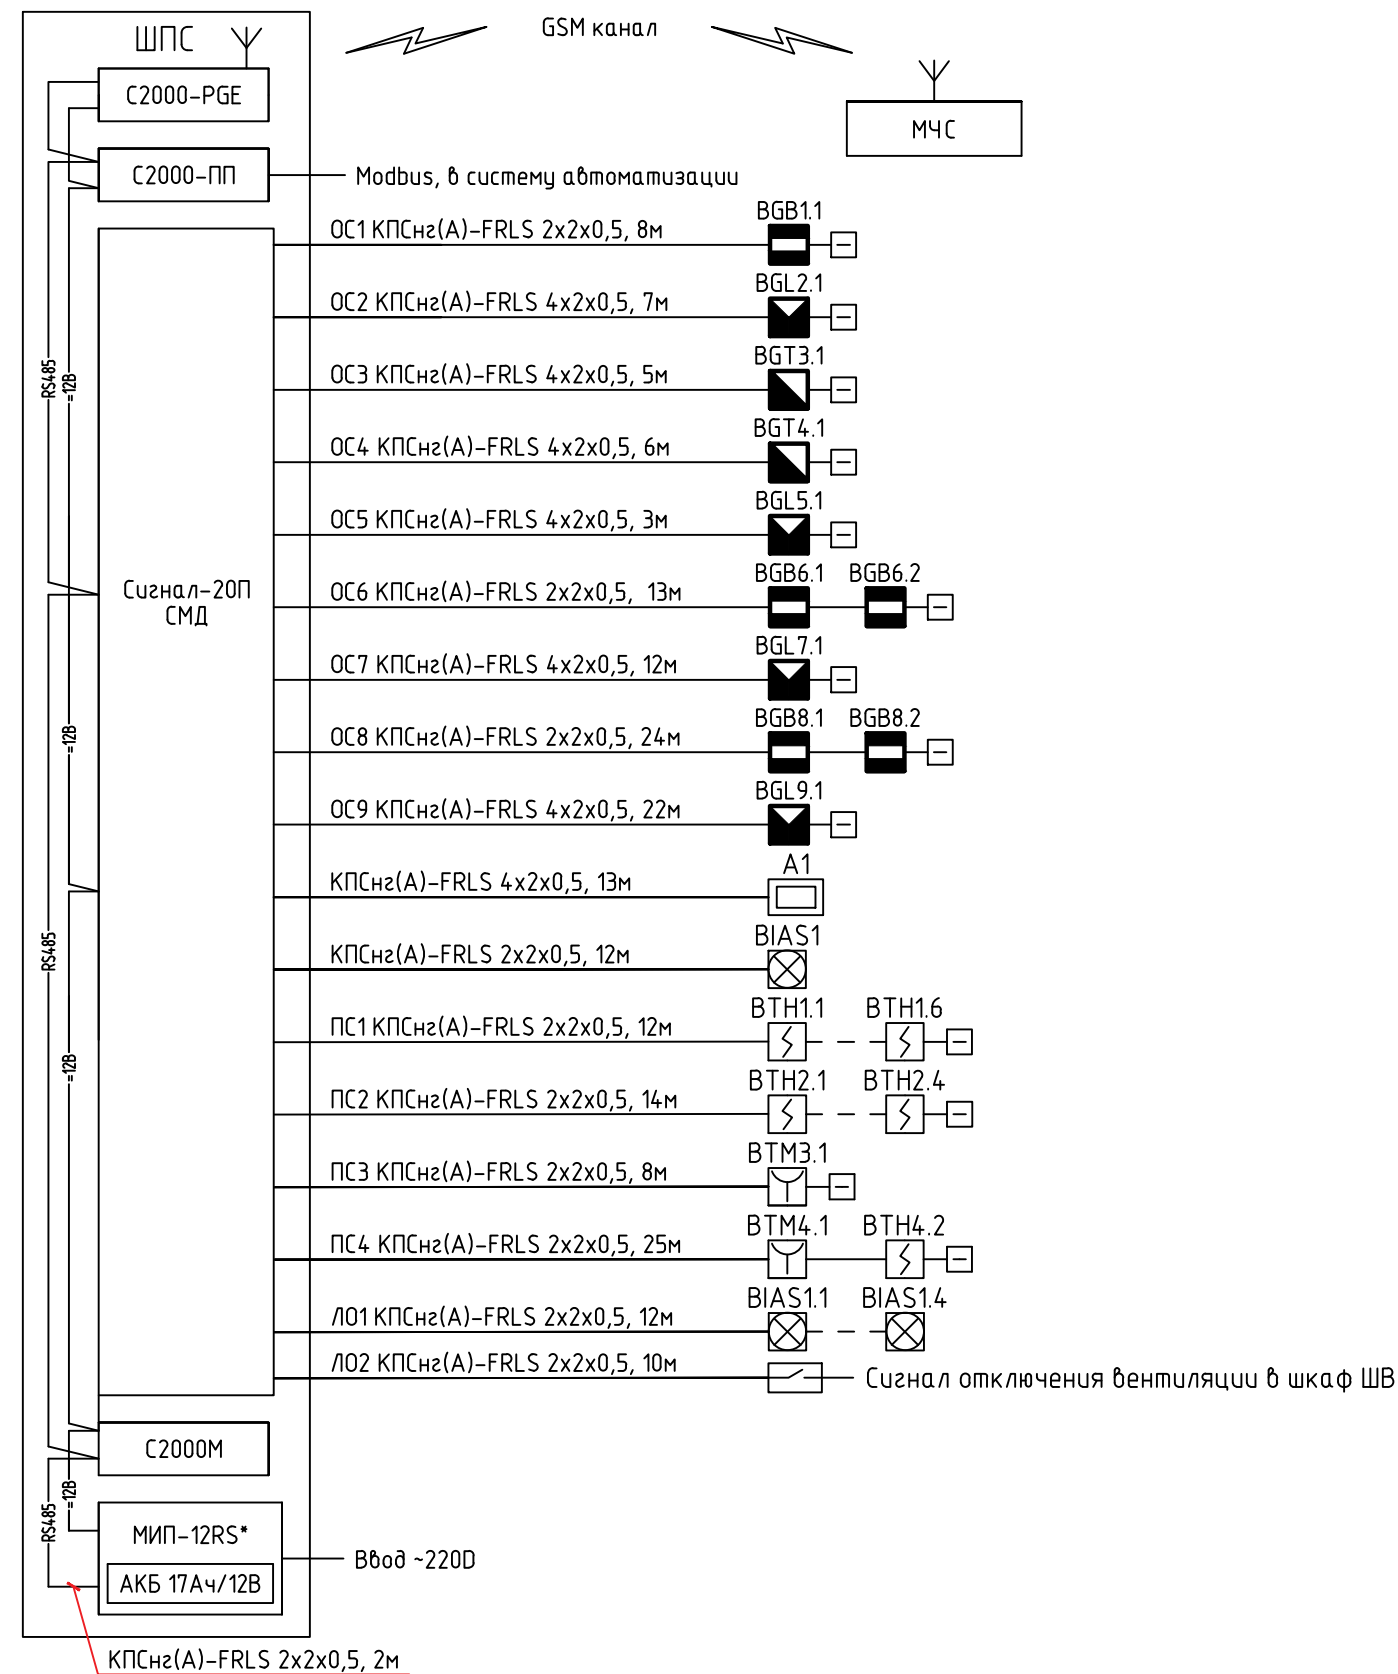 ШПС
GSM канал
С2000-PGE
МЧС
С2000-ПП
Modbus, в систему автоматизации
ОС1 КПСнг(А)-FRLS 2х2х0,5, 8м
BGB1.1
ОС2 КПСнг(А)-FRLS 4х2х0,5, 7м
BGL2.1
ОС3 КПСнг(А)-FRLS 4х2х0,5, 5м
BGT3.1
RS485
=12В
ОС4 КПСнг(А)-FRLS 4х2х0,5, 6м
BGT4.1
ОС5 КПСнг(А)-FRLS 4х2х0,5, 3м
BGL5.1
Сигнал-20П
СМД
ОС6 КПСнг(А)-FRLS 2х2х0,5, 13м
BGB6.1 BGB6.2
ОС7 КПСнг(А)-FRLS 4х2х0,5, 12м
BGL7.1
=12В
ОС8 КПСнг(А)-FRLS 2х2х0,5, 24м
BGB8.1 BGB8.2
ОС9 КПСнг(А)-FRLS 4х2х0,5, 22м
BGL9.1
КПСнг(А)-FRLS 4х2х0,5, 13м
А1
RS485
КПСнг(А)-FRLS 2х2х0,5, 12м
BIAS1
=12В
ПС1 КПСнг(А)-FRLS 2х2х0,5, 12м
BTH1.1 BTH1.6
ПС2 КПСнг(А)-FRLS 2х2х0,5, 14м
BTH2.1 BTH2.4
ПС3 КПСнг(А)-FRLS 2х2х0,5, 8м
BTM3.1
ПС4 КПСнг(А)-FRLS 2х2х0,5, 25м
BTM4.1 BTH4.2
ЛО1 КПСнг(А)-FRLS 2х2х0,5, 12м
BIAS1.1 BIAS1.4
ЛО2 КПСнг(А)-FRLS 2х2х0,5, 10м
Сигнал отключения вентиляции в шкаф ШВ
С2000М
RS485
=12В
МИП-12RS*
Ввод ~220D
АКБ 17Ач/12В
КПСнг(А)-FRLS 2х2х0,5, 2м